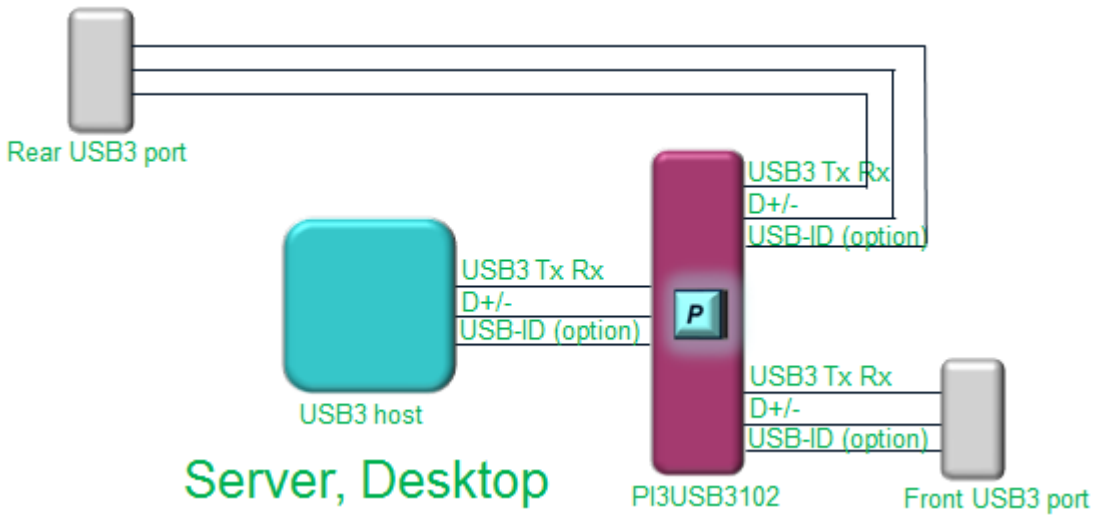 Rear USB3 port
USB3 Tx Rx
D+/-
USB-ID (option)
USB3 Tx Rx
D+/-
USB-ID (option)
P
USB3 host
USB3 Tx Rx
D+/-
USB-ID (option)
Server, Desktop
PI3USB3102
Front USB3 port